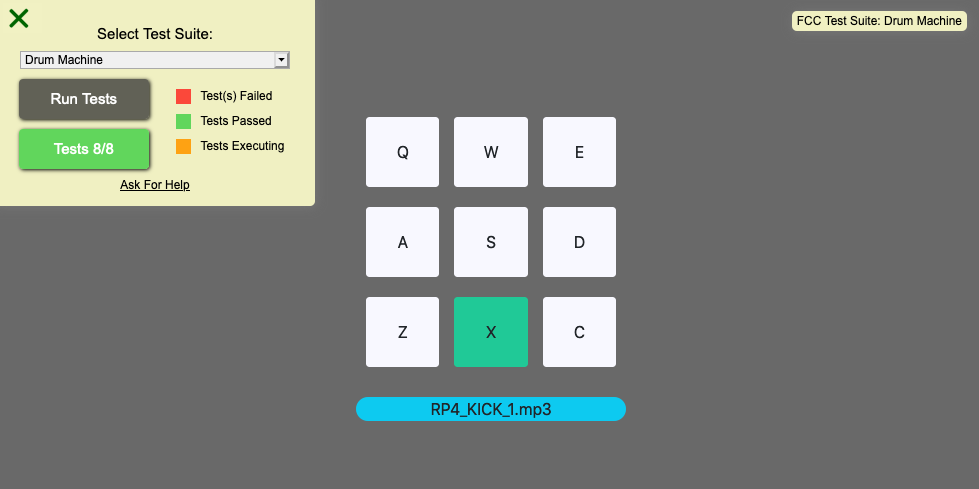 Select Test Suite:
Drum Machine
Run Tests
Tests 8/8
Test(s) Failed
Tests Passed
Tests Executing
Ask For Help
FCC Test Suite: Drum Machine
Q W E
A S D
Z X C
RP4_KICK_1.mp3